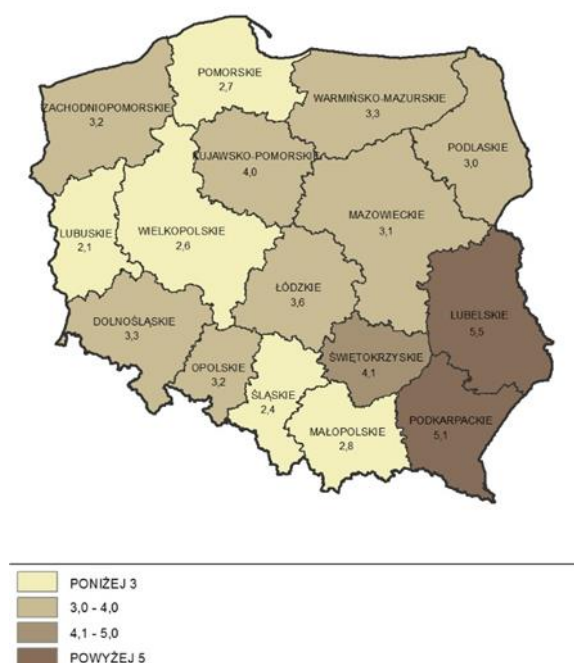 POMORSKIE
2,7
ZACHODNIOPOMORSKIE
3,2
WARMIŃSKO-MAZURSKIE
3,3
PODLASKIE
3,0
KUJAWSKO-POMORSKIE
4,0
MAZOWIECKIE
3,1
LUBUSKIE
2,1
WIELKOPOLSKIE
2,6
ŁÓDZKIE
3,6
LUBELSKIE
5,5
DOLNOŚLĄSKIE
3,3
OPOLSKIE
3,2
ŚWIĘTOKRZYSKIE
4,1
ŚLĄSKIE
2,4
MAŁOPOLSKIE
2,8
PODKARPACKIE
5,1
PONIŻEJ 3
3,0 - 4,0
4,1 - 5,0
POWYŻEJ 5